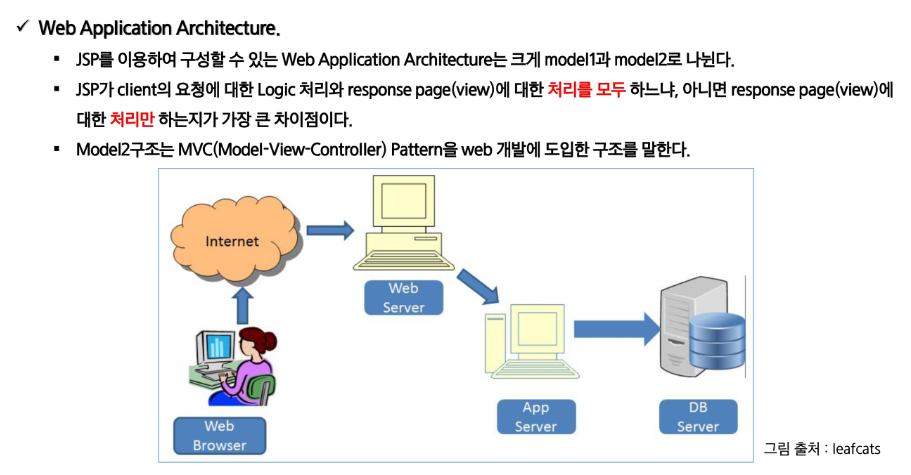 ✓ Web Application Architecture.
▪ JSP를 이용하여 구성할 수 있는 Web Application Architecture는 크게 model1과 model2로 나뉜다.
▪ JSP가 client의 요청에 대한 Logic 처리와 response page(view)에 대한 처리를 모두 하느냐, 아니면 response page(view)에
대한 처리만 하는지가 가장 큰 차이점이다.
▪ Model2구조는 MVC(Model-View-Controller) Pattern을 web 개발에 도입한 구조를 말한다.
Internet
Web
Server
App
Server
DB
Server
Web
Browser
그림 출처 : leafcats